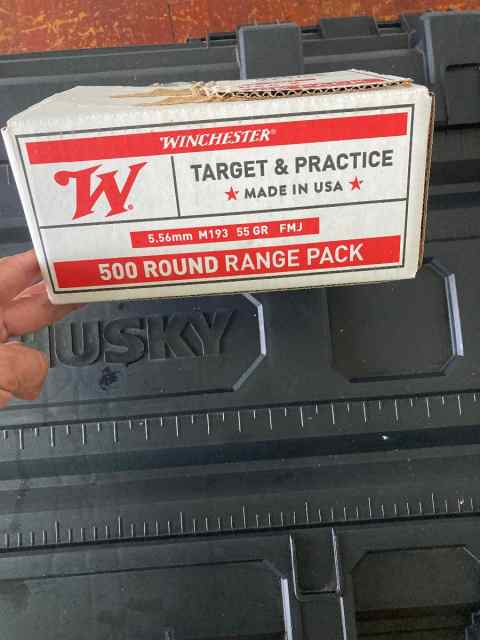 WINCHESTER®
W®
TARGET & PRACTICE
★ MADE IN USA ★
5.56mm M193 55 GR FMJ
500 ROUND RANGE PACK
HUSKY